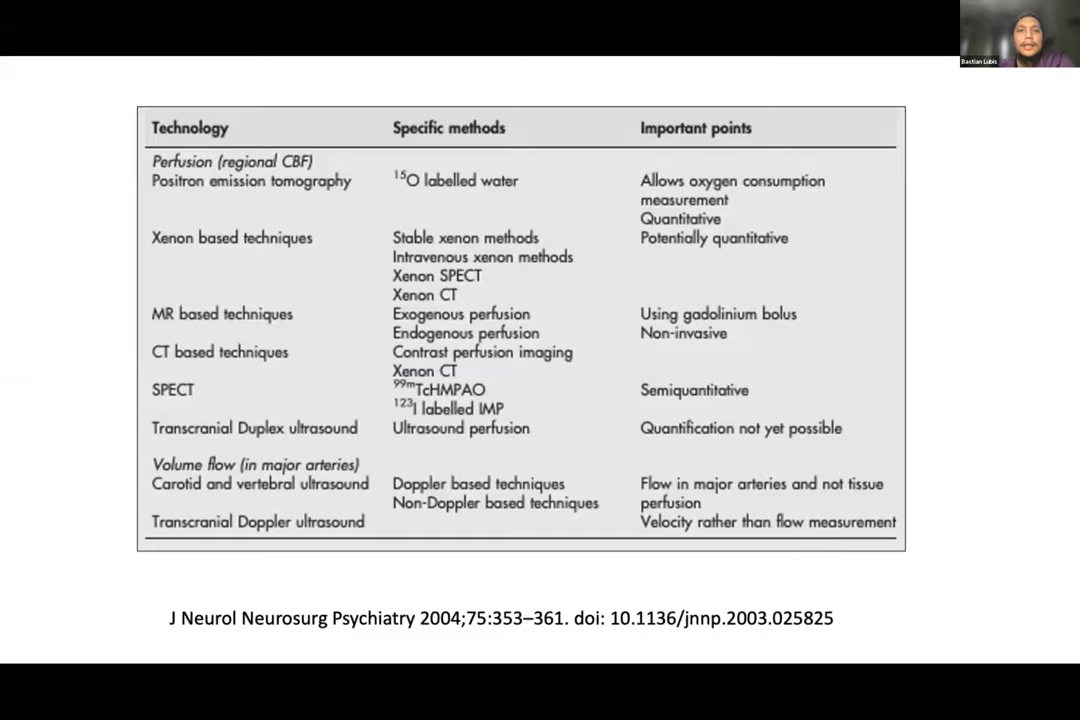 Bastian Lubis
Technology Specific methods Important points
Perfusion (regional CBF)
Positron emission tomography 15O labelled water Allows oxygen consumption
measurement
Quantitative
Xenon based techniques Stable xenon methods Potentially quantitative
Intravenous xenon methods
Xenon SPECT
Xenon CT
MR based techniques Exogenous perfusion Using gadolinium bolus
Endogenous perfusion Non-invasive
CT based techniques Contrast perfusion imaging
Xenon CT
SPECT 99mTcHMPAO Semiquantitative
123I labelled IMP
Transcranial Duplex ultrasound Ultrasound perfusion Quantification not yet possible
Volume flow (in major arteries)
Carotid and vertebral ultrasound Doppler based techniques Flow in major arteries and not tissue
Non-Doppler based techniques perfusion
Transcranial Doppler ultrasound Velocity rather than flow measurement
J Neurol Neurosurg Psychiatry 2004;75:353–361. doi: 10.1136/jnnp.2003.025825